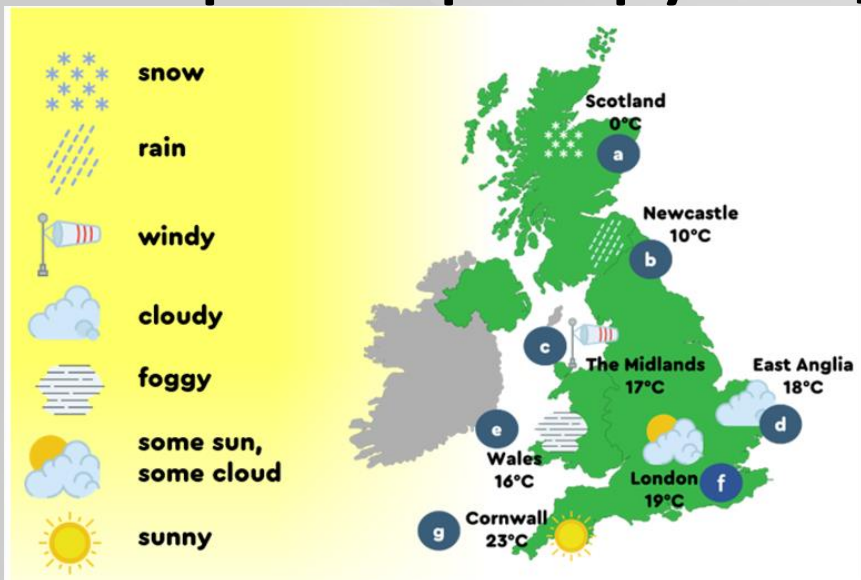 snow
rain
windy
cloudy
foggy
some sun,
some cloud
sunny
Scotland
0°C
a
Newcastle
10°C
b
c
The Midlands
17°C
East Anglia
18°C
d
e
Wales
16°C
London
19°C
f
g
Cornwall
23°C